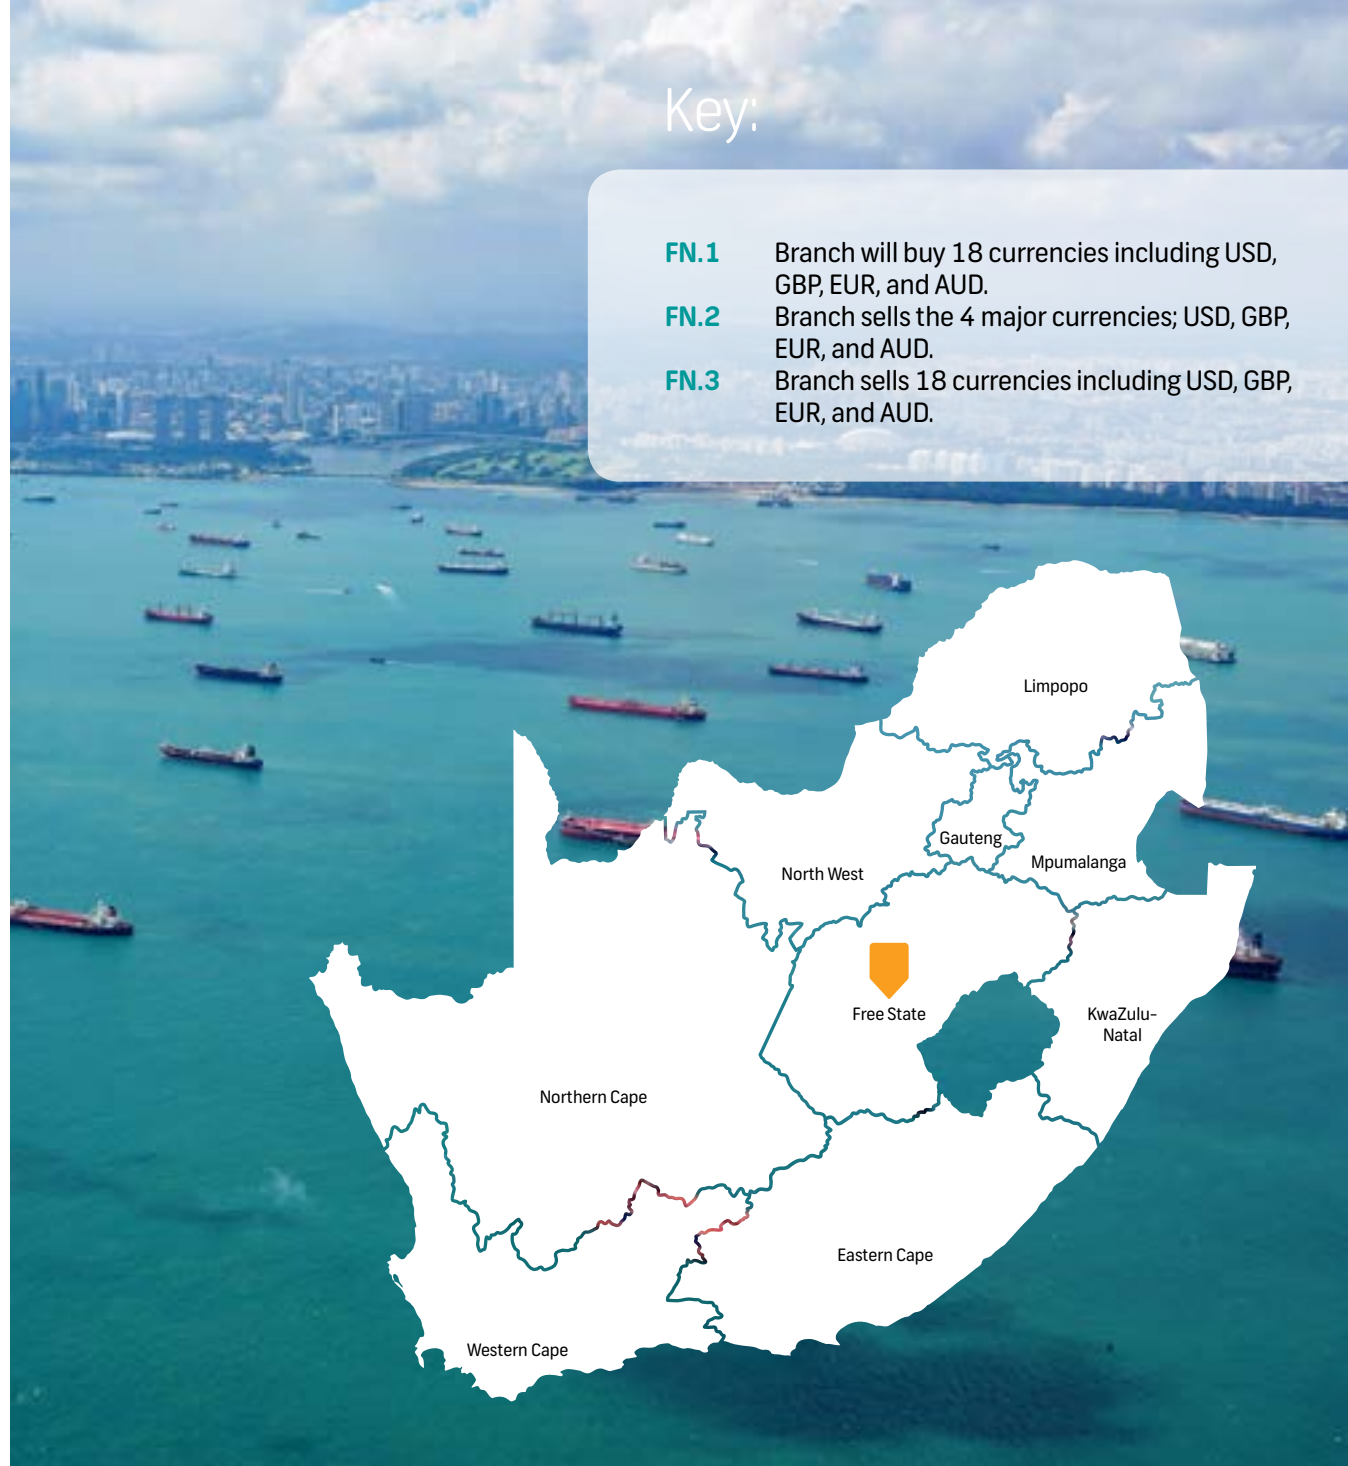 Key:
FN.1 Branch will buy 18 currencies including USD,
GBP, EUR, and AUD.
FN.2 Branch sells the 4 major currencies; USD, GBP,
EUR, and AUD.
FN.3 Branch sells 18 currencies including USD, GBP,
EUR, and AUD.
Limpopo
Gauteng
Mpumalanga
North West
Free State
KwaZulu-
Natal
Northern Cape
Eastern Cape
Western Cape